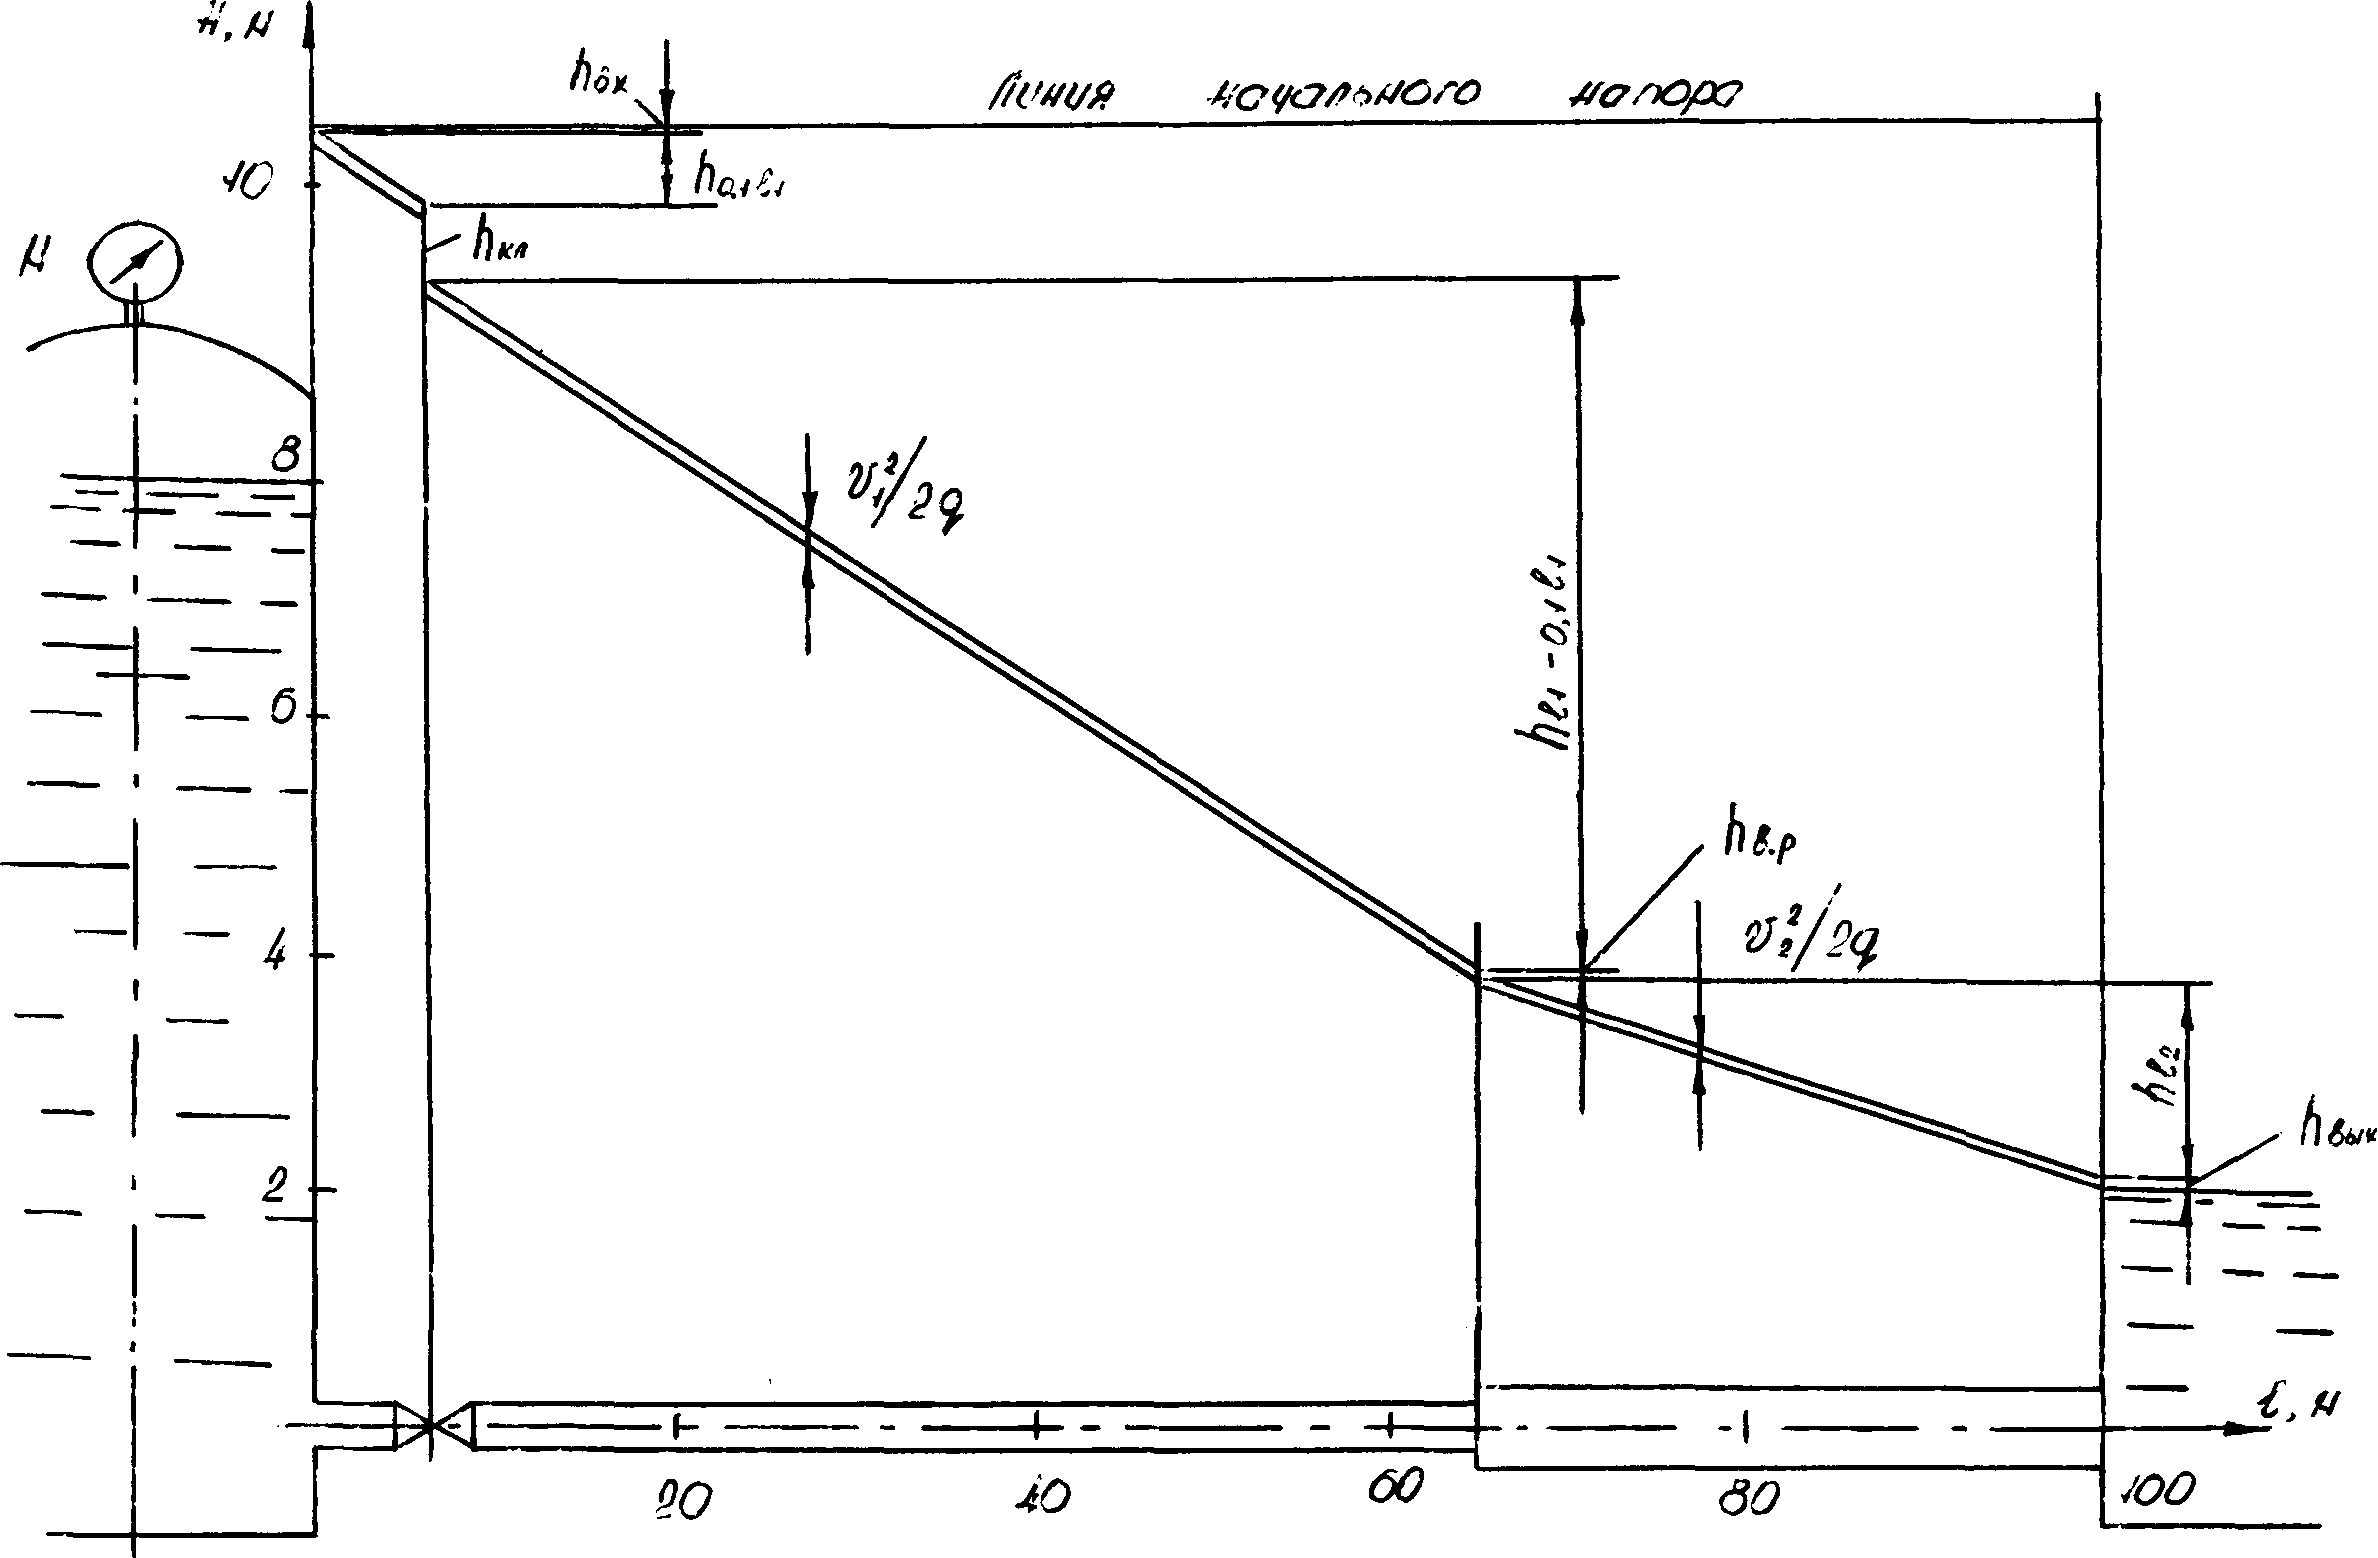 H, м
hвх
Линия начального напора
10
h0,1ℓ1
М
hкл
8
v₁²/2g
hℓ1-0,1ℓ1
6
hв.р
v₂²/2g
4
hℓ2
hвых
2
ℓ, м
20
40
60
80
100